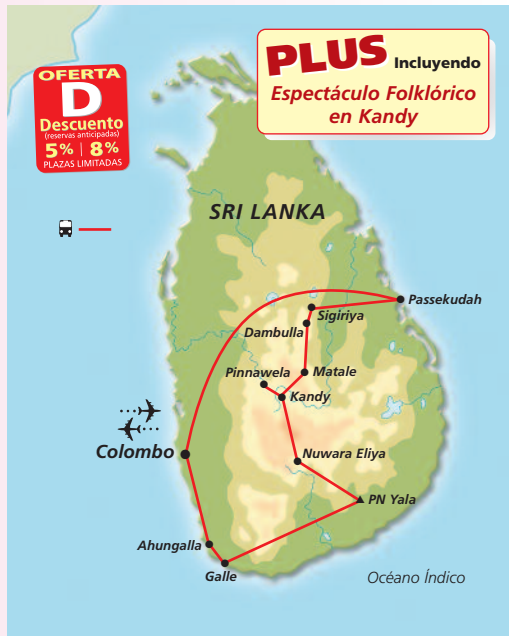 OFERTA
D
Descuento
(reservas anticipadas)
5% | 8%
PLAZAS LIMITADAS
PLUS Incluyendo
Espectáculo Folklórico
en Kandy
SRI LANKA
Passekudah
Sigiriya
Dambulla
Pinnawela
Matale
Kandy
Colombo
Nuwara Eliya
PN Yala
Ahungalla
Galle
Océano Índico